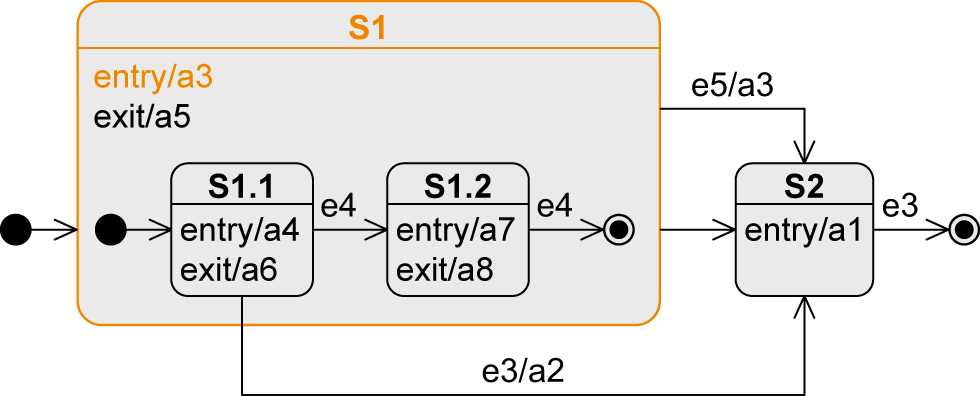 S1
entry/a3
exit/a5
e5/a3
S1.1
entry/a4
exit/a6
e4
S1.2
entry/a7
exit/a8
e4
S2
entry/a1
e3
e3/a2